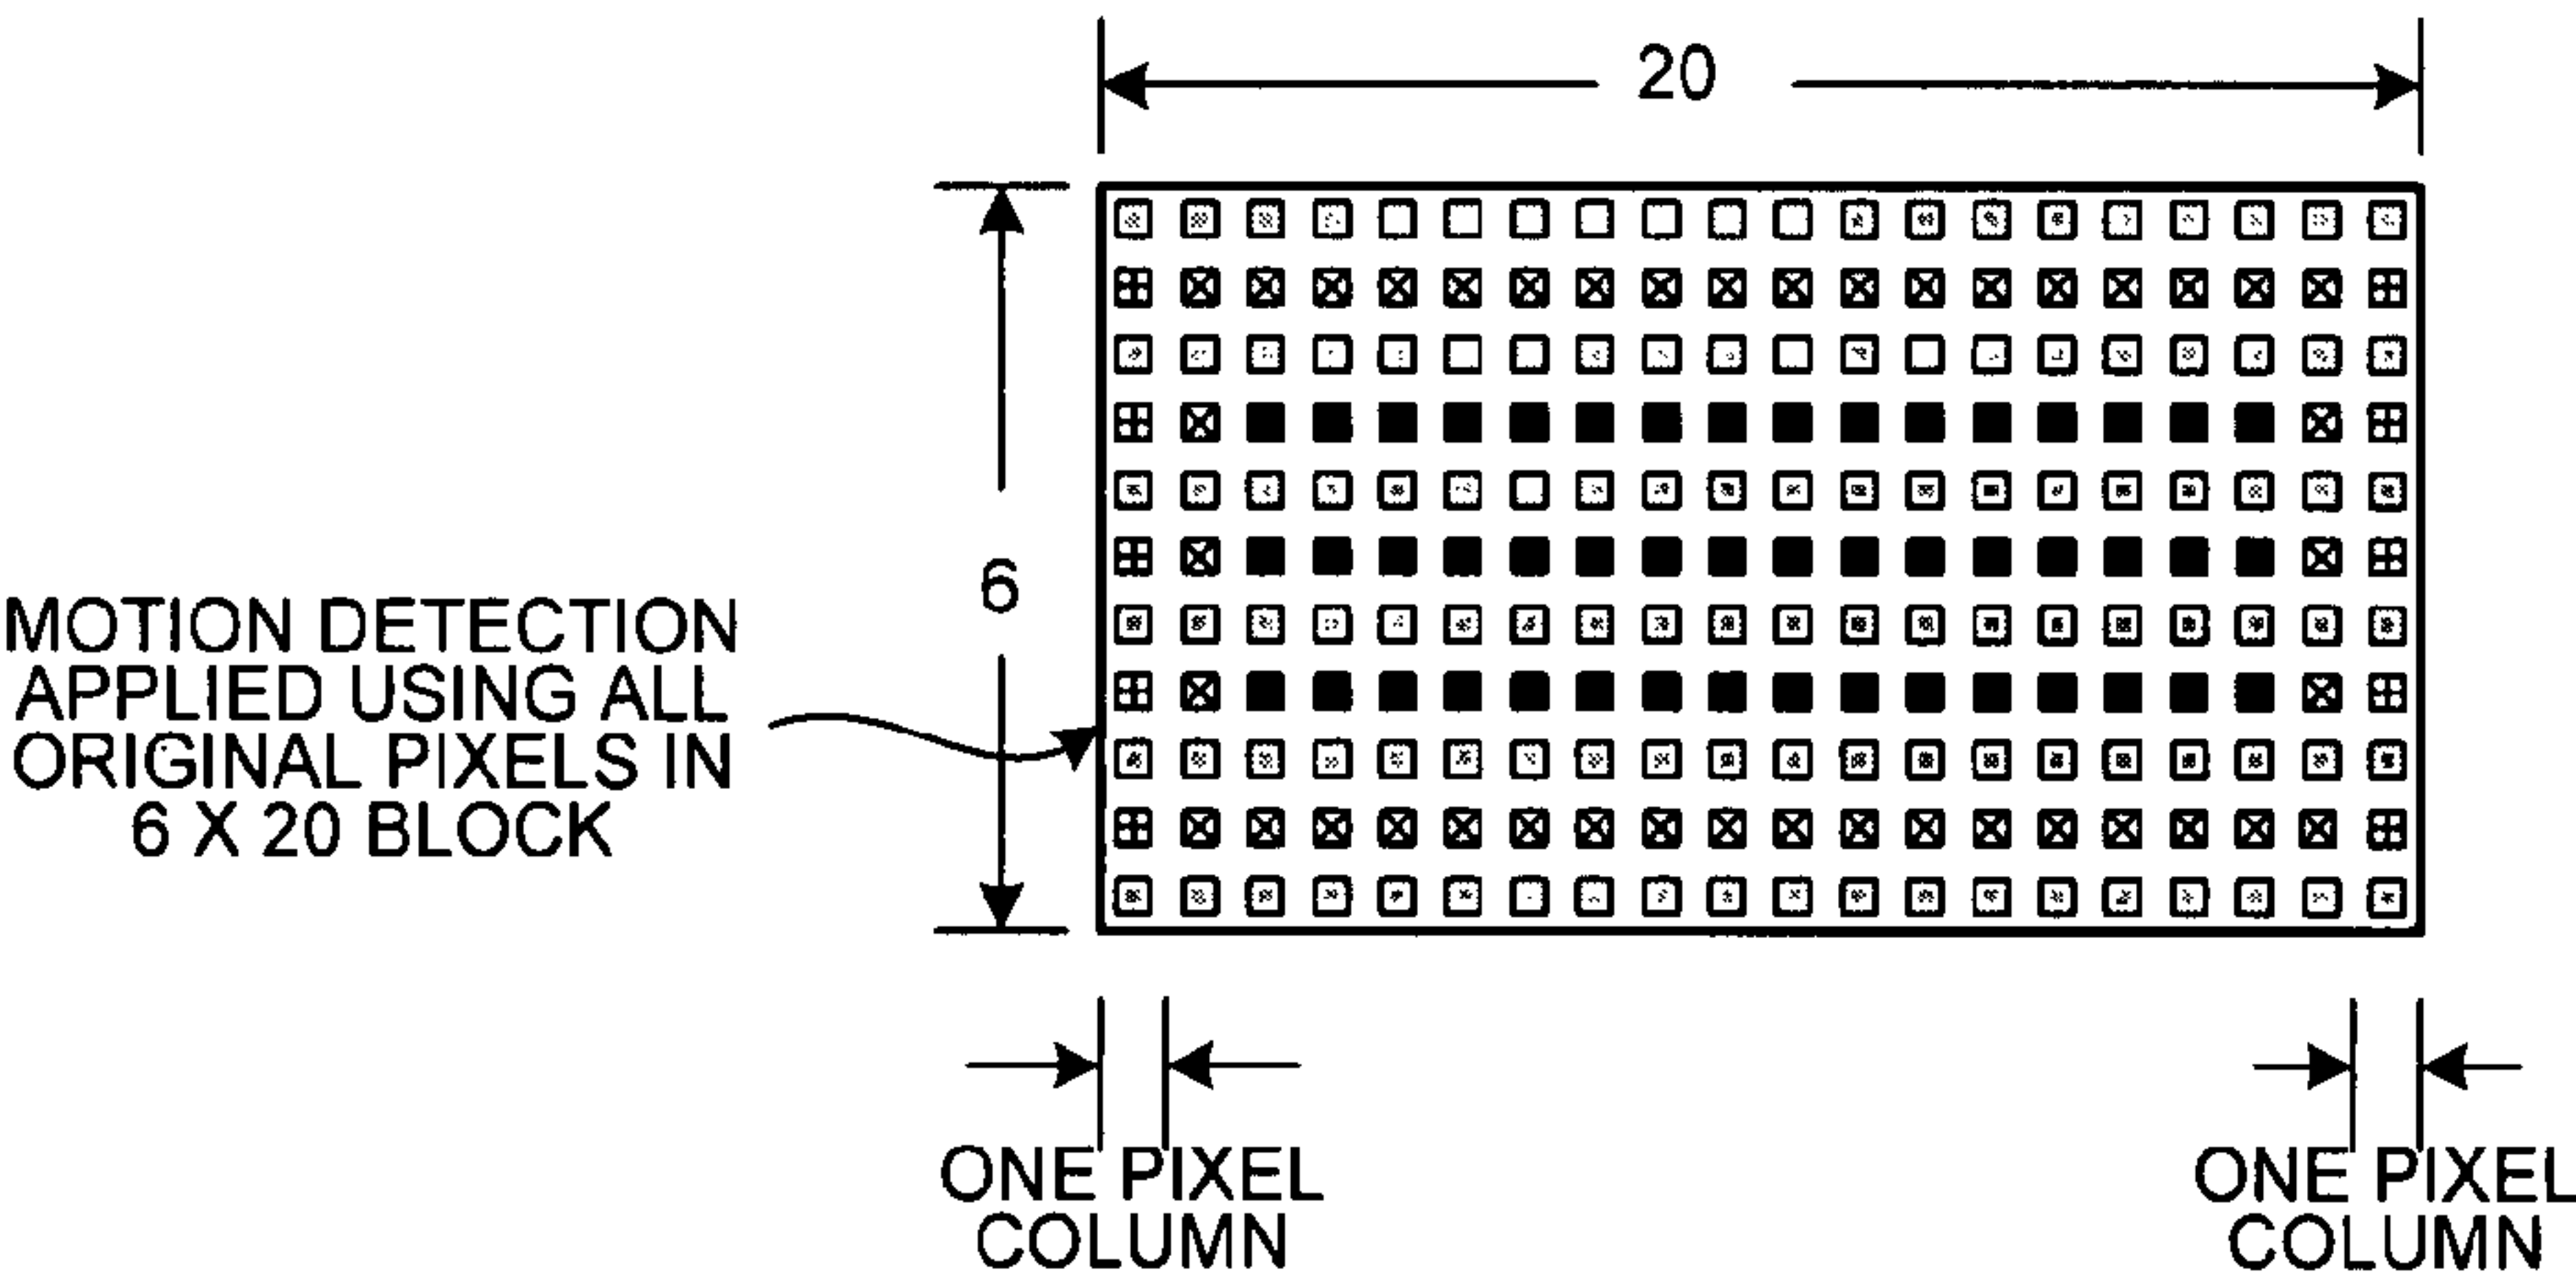 20
6
MOTION DETECTION
APPLIED USING ALL
ORIGINAL PIXELS IN
6 X 20 BLOCK
ONE PIXEL
COLUMN
ONE PIXEL
COLUMN